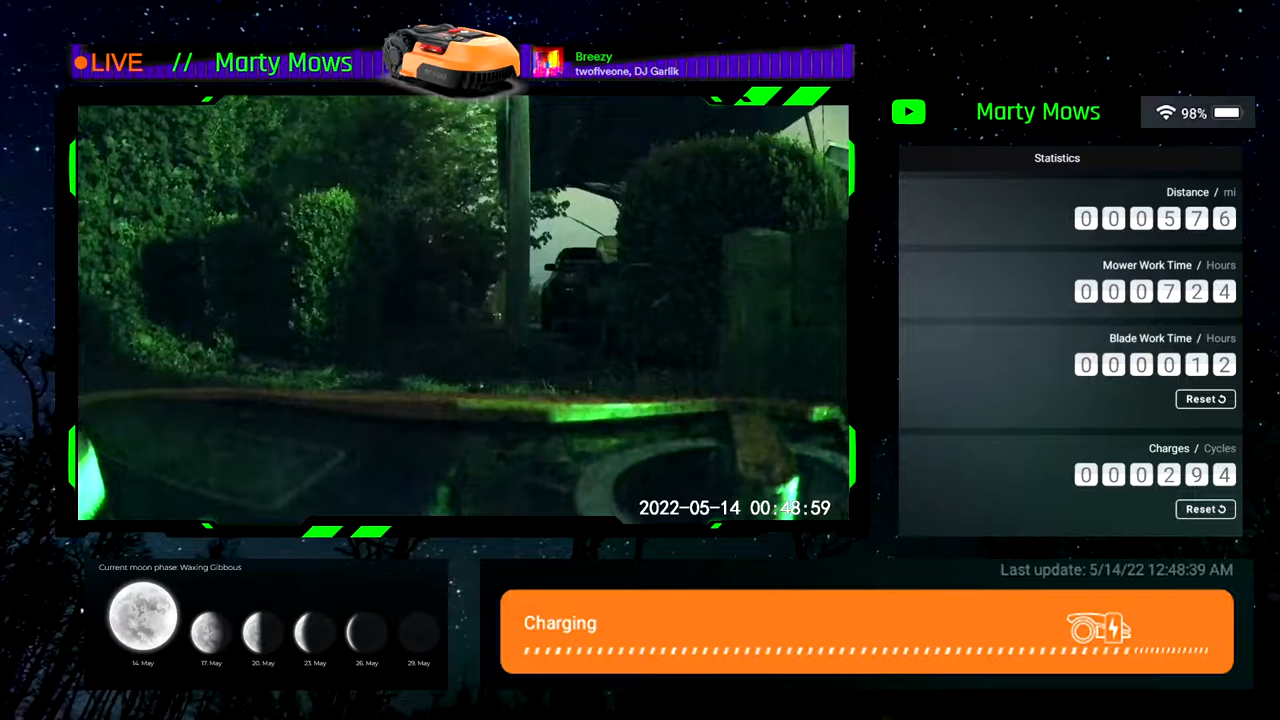 LIVE // Marty Mows
Breezy
twofiveone, DJ Garlik
Marty Mows
98%
Statistics
Distance / mi
000576
Mower Work Time / Hours
000724
Blade Work Time / Hours
000012
Reset
Charges / Cycles
000294
Reset
2022-05-14 00:48:59
Current moon phase: Waxing Gibbous
14. May 17. May 20. May 23. May 26. May 29. May
Last update: 5/14/22 12:48:39 AM
Charging